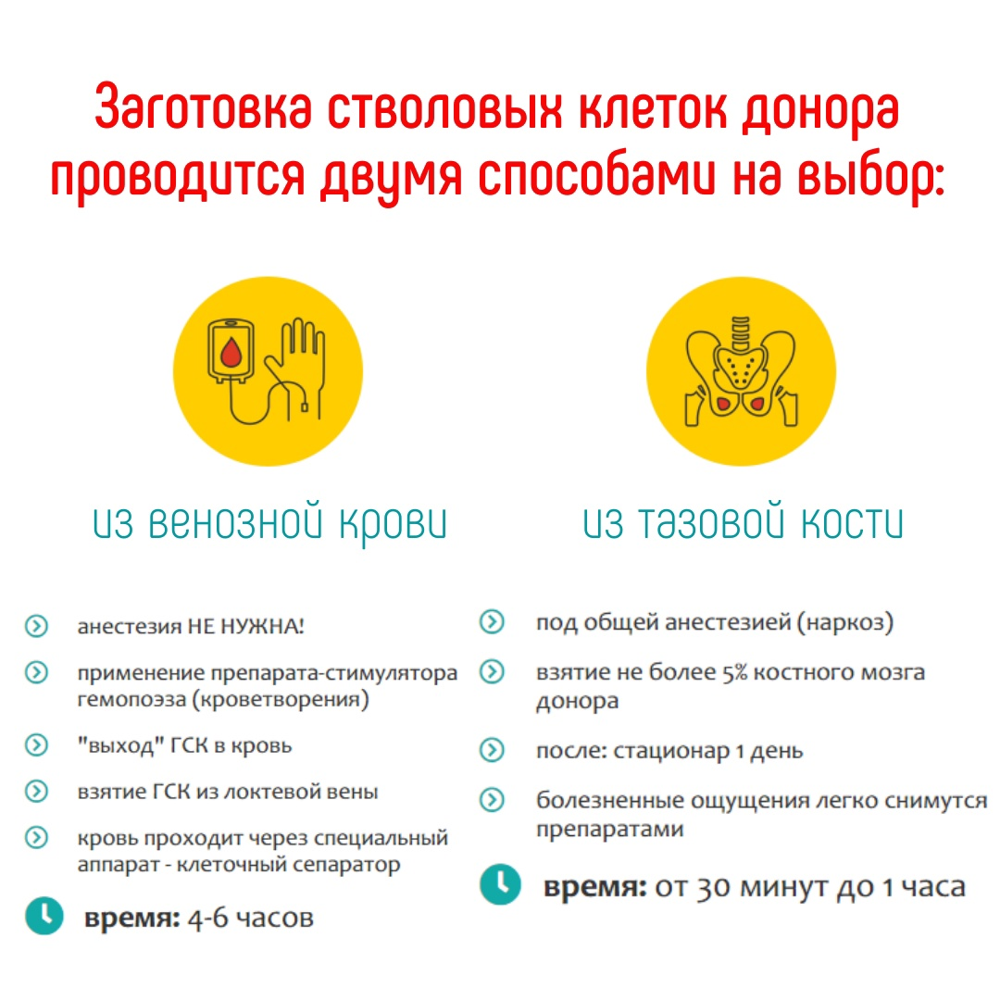 Заготовка стволовых клеток донора
проводится двумя способами на выбор:
из венозной крови
анестезия НЕ НУЖНА!
применение препарата-стимулятора
гемопоэза (кроветворения)
"выход" ГСК в кровь
взятие ГСК из локтевой вены
кровь проходит через специальный
аппарат - клеточный сепаратор
время: 4-6 часов
из тазовой кости
под общей анестезией (наркоз)
взятие не более 5% костного мозга
донора
после: стационар 1 день
болезненные ощущения легко снимутся
препаратами
время: от 30 минут до 1 часа